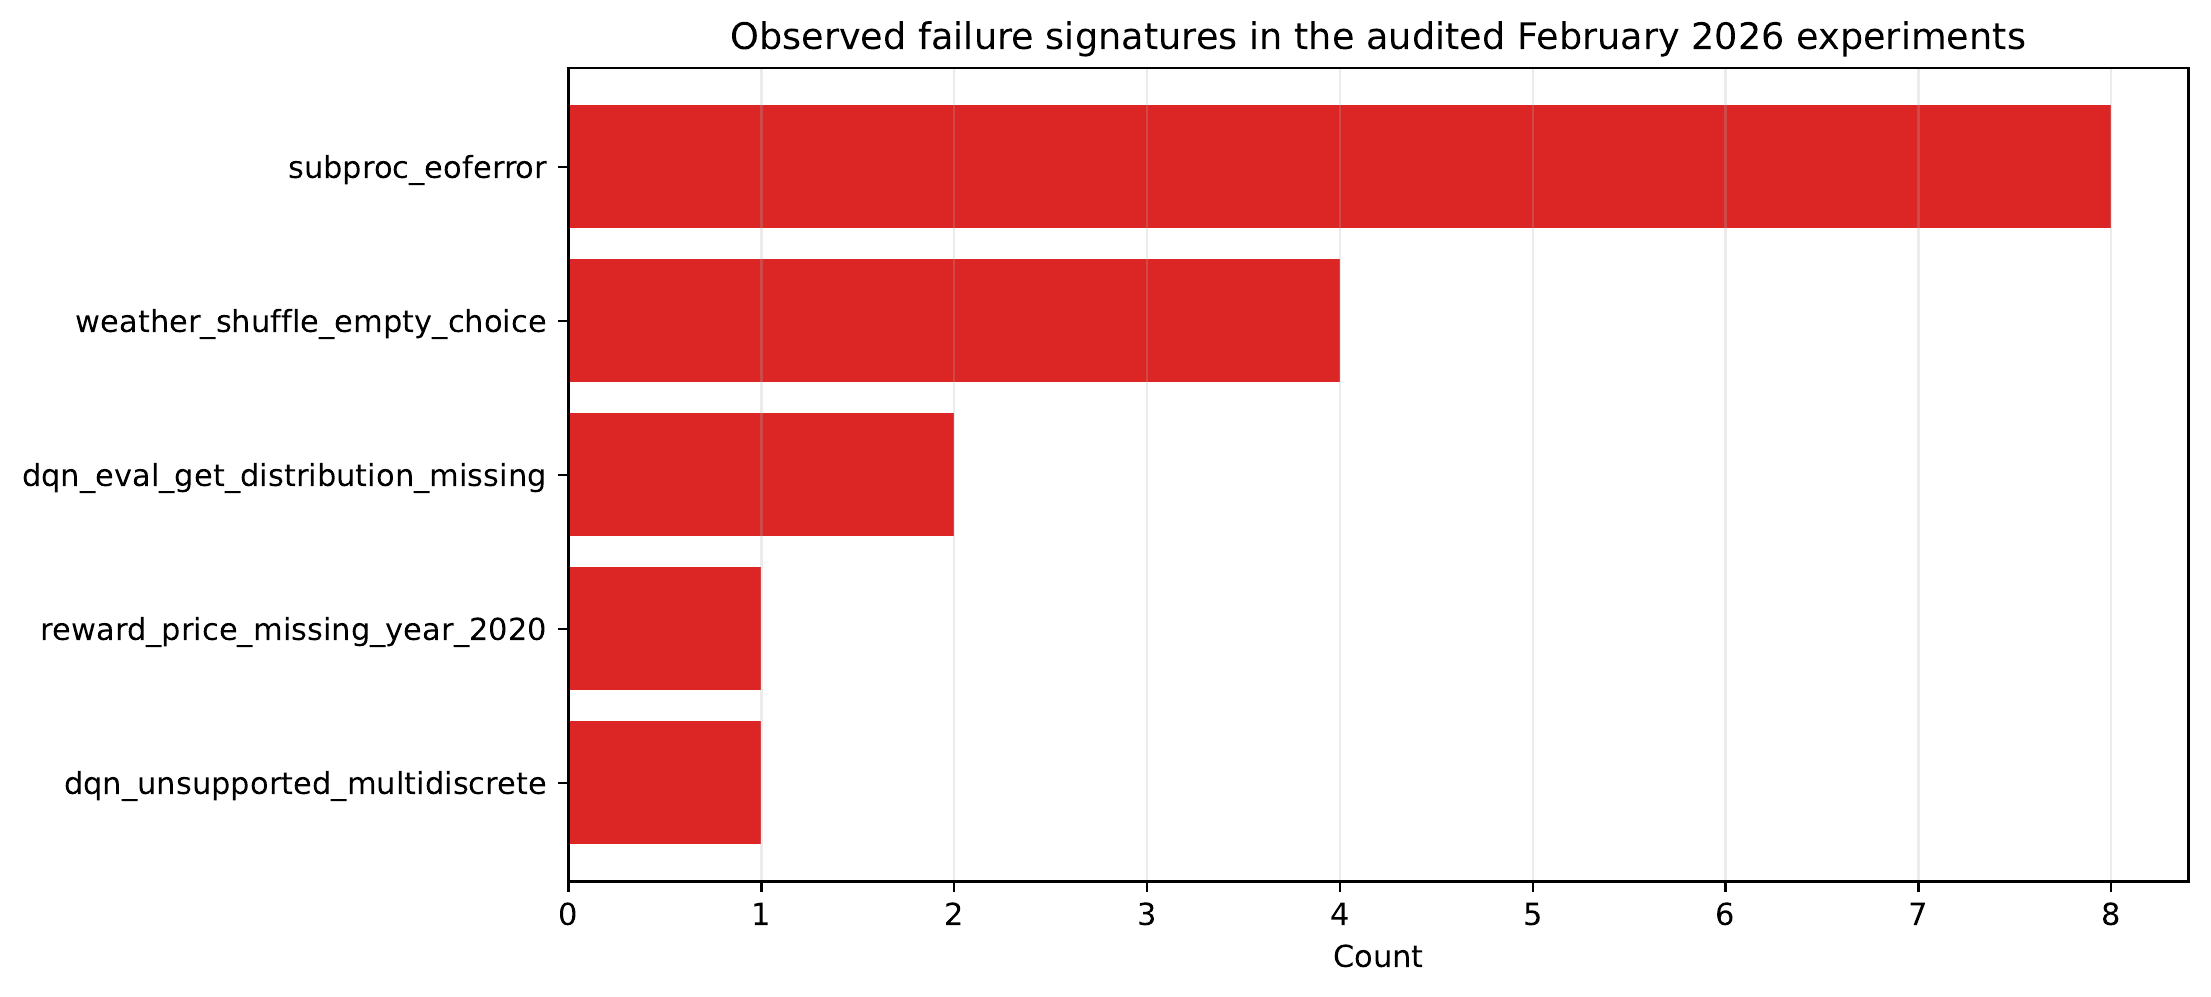 Observed failure signatures in the audited February 2026 experiments
subproc_eoferror
weather_shuffle_empty_choice
dqn_eval_get_distribution_missing
reward_price_missing_year_2020
dqn_unsupported_multidiscrete
0 1 2 3 4 5 6 7 8
Count